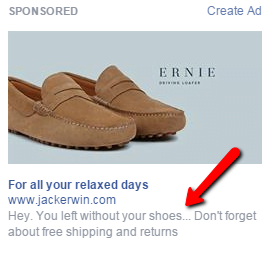 SPONSORED Create Ad
ERNIE
DRIVING LOAFER
For all your relaxed days
www.jackerwin.com
Hey. You left without your shoes... Don't forget
about free shipping and returns